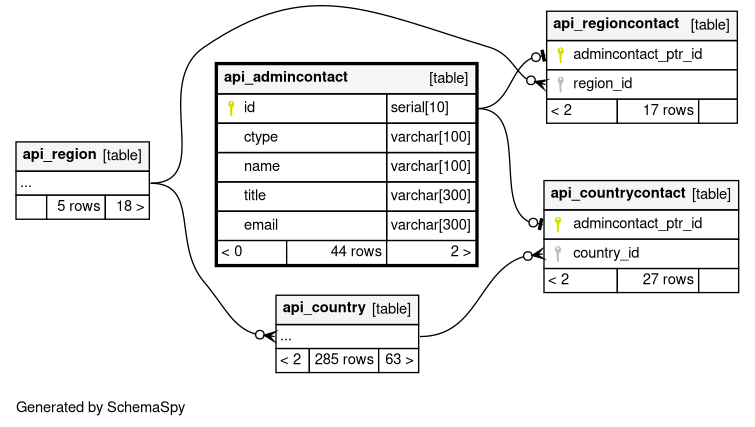 api_regioncontact [table]
admincontact_ptr_id
region_id
< 2 17 rows
api_admincontact [table]
id serial[10]
ctype varchar[100]
name varchar[100]
title varchar[300]
email varchar[300]
< 0 44 rows 2 >
api_region [table]
...
5 rows 18 >
api_countrycontact [table]
admincontact_ptr_id
country_id
< 2 27 rows
api_country [table]
...
< 2 285 rows 63 >
Generated by SchemaSpy